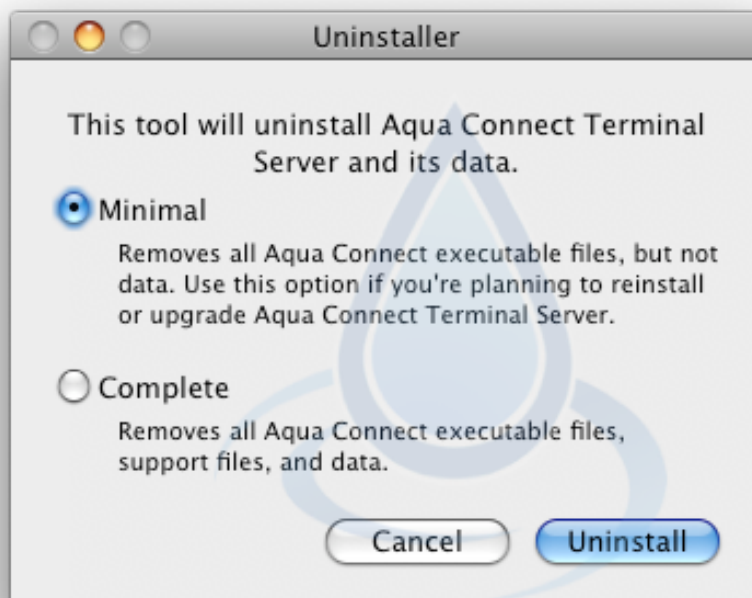 Uninstaller
This tool will uninstall Aqua Connect Terminal
Server and its data.
Minimal
Removes all Aqua Connect executable files, but not
data. Use this option if you're planning to reinstall
or upgrade Aqua Connect Terminal Server.
Complete
Removes all Aqua Connect executable files,
support files, and data.
Cancel
Uninstall